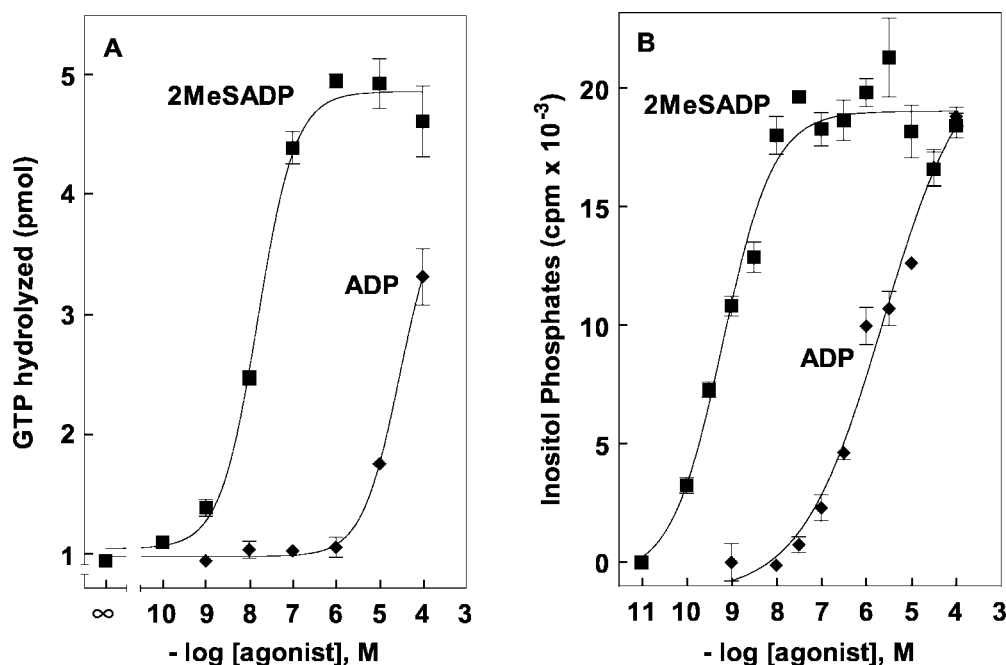 A
2MeSADP
ADP
GTP hydrolyzed (pmol)
5
4
3
2
1
∞ 10 9 8 7 6 5 4 3
- log [agonist], M
B
2MeSADP
ADP
Inositol Phosphates (cpm x 10⁻³)
20
15
10
5
0
11 10 9 8 7 6 5 4 3
- log [agonist], M